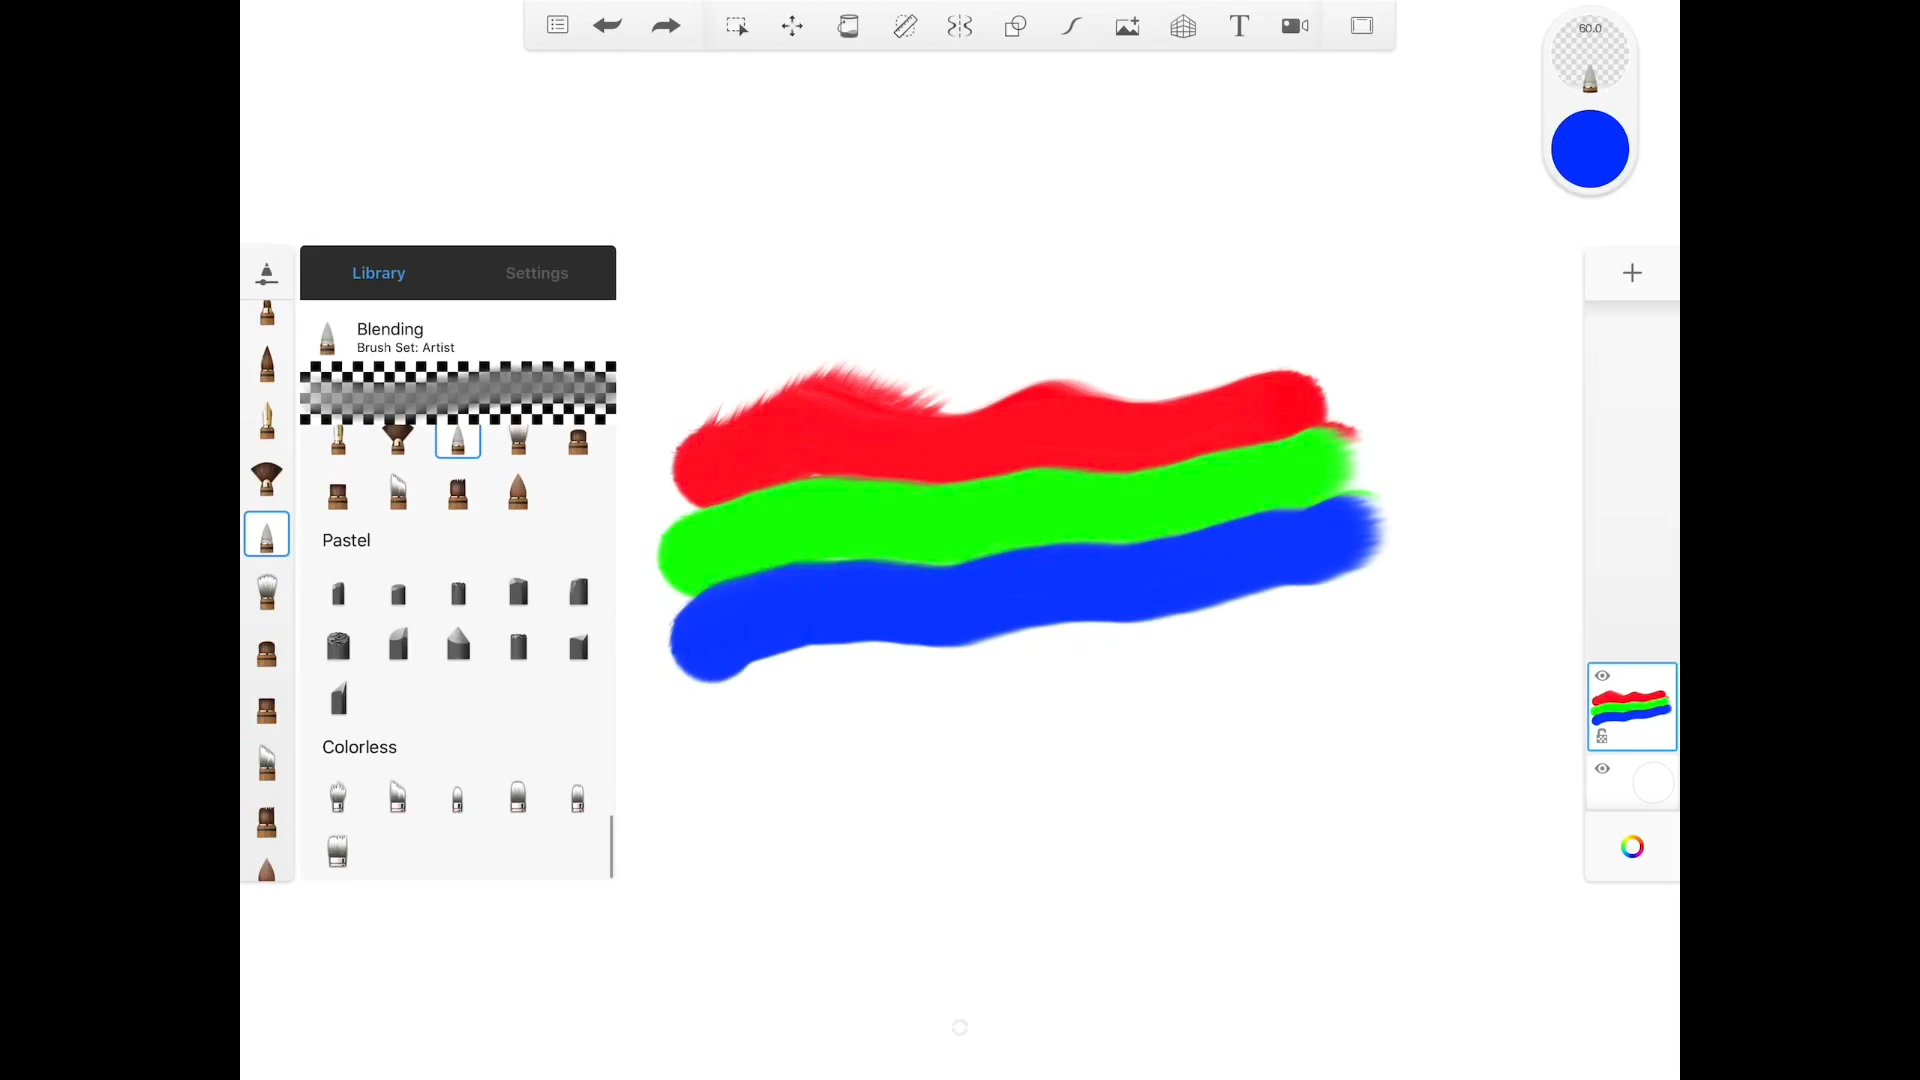 60.0
Library Settings
Blending
Brush Set: Artist
Pastel
Colorless